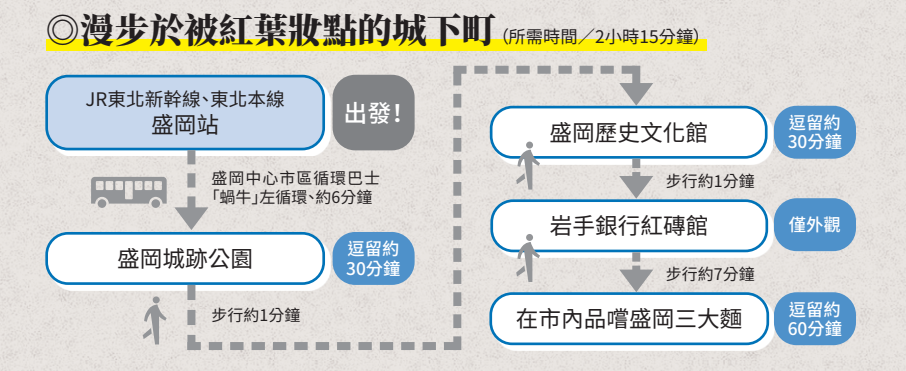 ◎漫步於被紅葉妝點的城下町（所需時間／2小時15分鐘）
JR東北新幹線、東北本線
盛岡站
出發！
盛岡中心市區循環巴士
「蝸牛」左循環、約6分鐘
盛岡城跡公園
逗留約
30分鐘
步行約1分鐘
盛岡歷史文化館
逗留約
30分鐘
步行約1分鐘
岩手銀行紅磚館
僅外觀
步行約7分鐘
在市內品嚐盛岡三大麵
逗留約
60分鐘